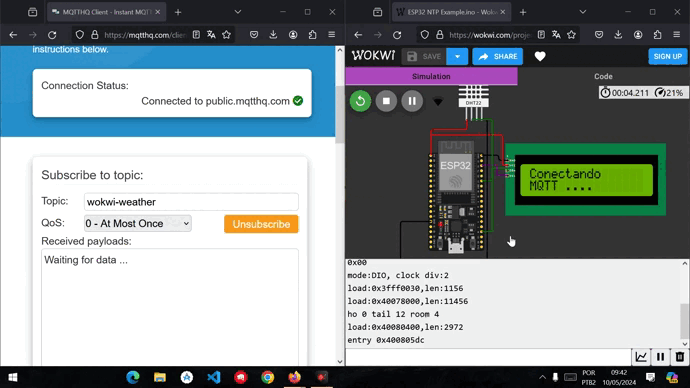 MQTTHQ Client - Instant MQTT
https://mqtthq.com/clien
instructions below.
Connection Status:
Connected to public.mqtthq.com
Subscribe to topic:
Topic:
wokwi-weather
QoS:
0 - At Most Once
Unsubscribe
Received payloads:
Waiting for data ...
ESP32 NTP Example.ino - Wokw
https://wokwi.com/proje
WOKWi
SAVE
SHARE
SIGN UP
Simulation
Code
00:04.211
21%
DHT22
ESP32
Conectando
MQTT ....
0x00
mode:DIO, clock div:2
load:0x3fff0030,len:1156
load:0x40078000,len:11456
ho 0 tail 12 room 4
load:0x40080400,len:2972
entry 0x400805dc
POR
PTB2
09:42
10/05/2024